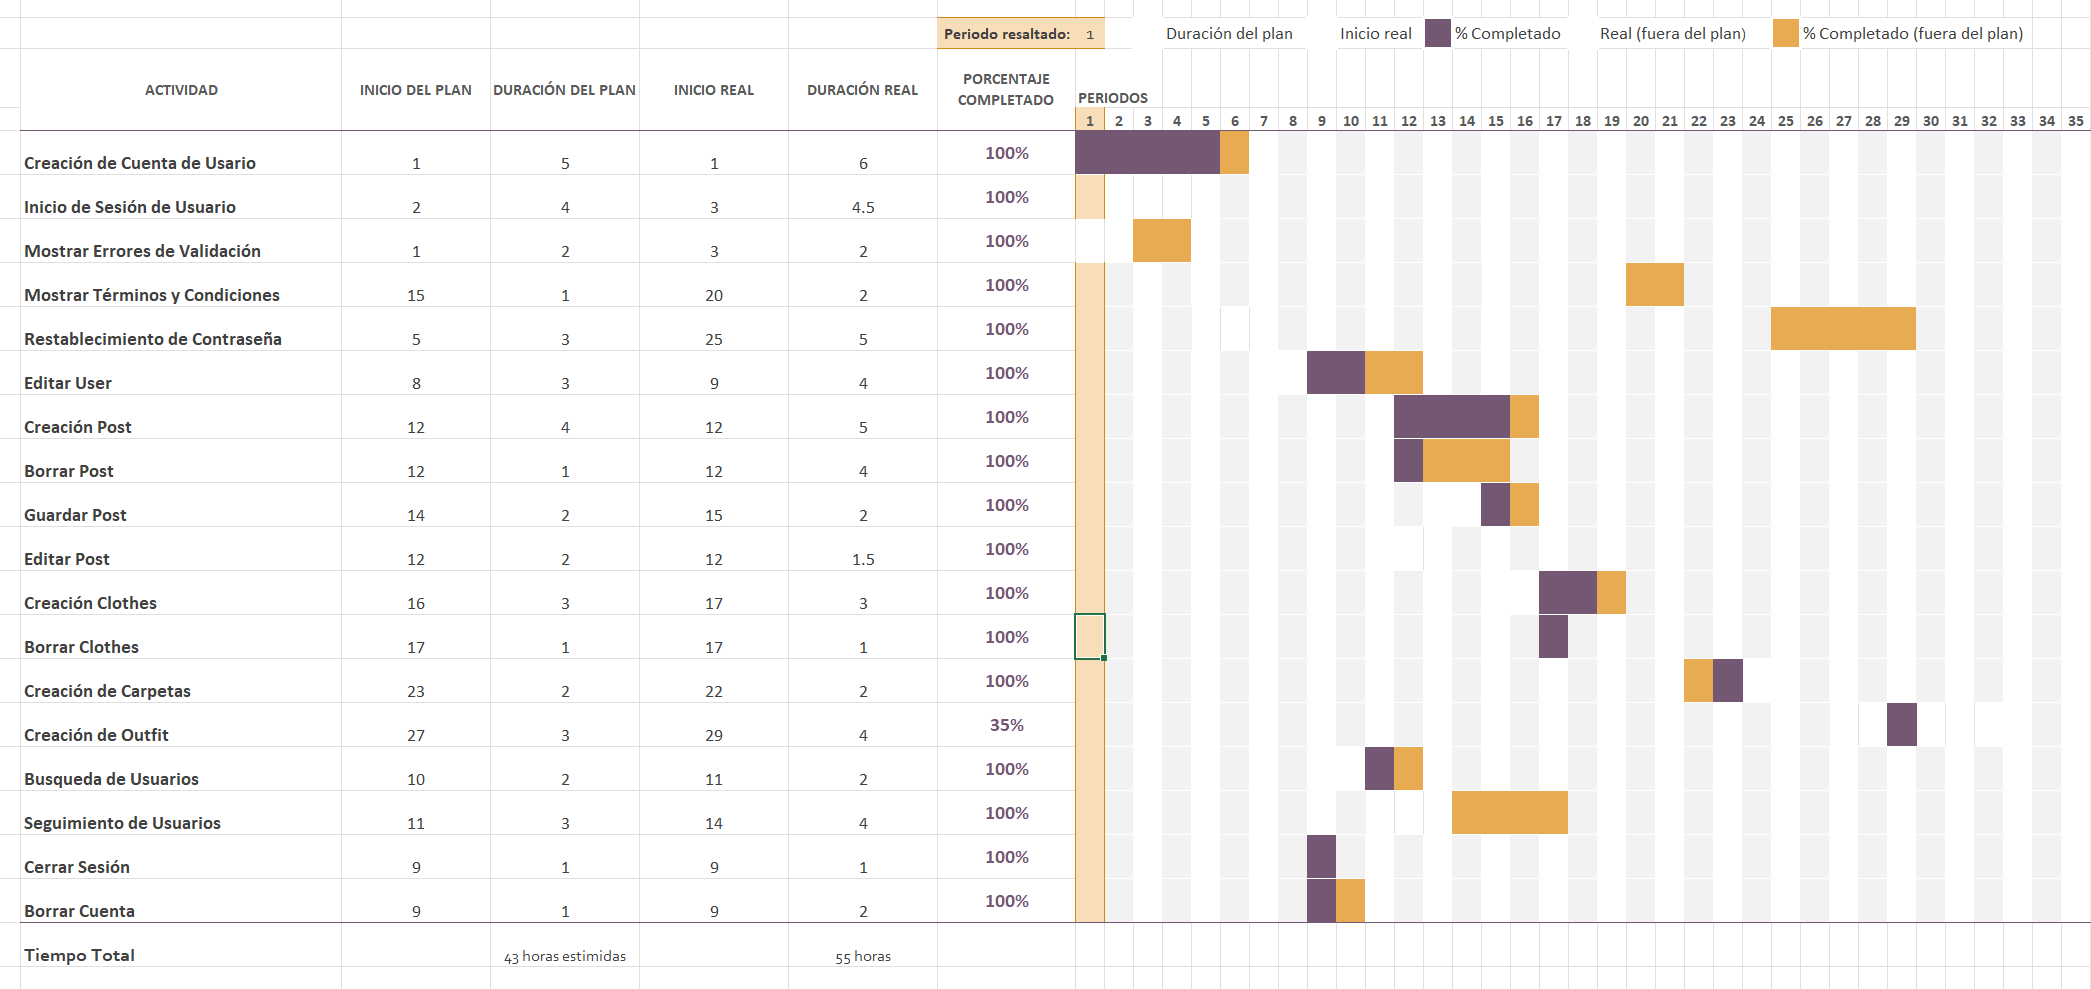 Periodo resaltado: 1 Duración del plan Inicio real % Completado Real (fuera del plan) % Completado (fuera del plan)
ACTIVIDAD INICIO DEL PLAN DURACIÓN DEL PLAN INICIO REAL DURACIÓN REAL PORCENTAJE
COMPLETADO PERIODOS
1 2 3 4 5 6 7 8 9 10 11 12 13 14 15 16 17 18 19 20 21 22 23 24 25 26 27 28 29 30 31 32 33 34 35
Creación de Cuenta de Usario 1 5 1 6 100%
Inicio de Sesión de Usuario 2 4 3 4.5 100%
Mostrar Errores de Validación 1 2 3 2 100%
Mostrar Términos y Condiciones 15 1 20 2 100%
Restablecimiento de Contraseña 5 3 25 5 100%
Editar User 8 3 9 4 100%
Creación Post 12 4 12 5 100%
Borrar Post 12 1 12 4 100%
Guardar Post 14 2 15 2 100%
Editar Post 12 2 12 1.5 100%
Creación Clothes 16 3 17 3 100%
Borrar Clothes 17 1 17 1 100%
Creación de Carpetas 23 2 22 2 100%
Creación de Outfit 27 3 29 4 35%
Busqueda de Usuarios 10 2 11 2 100%
Seguimiento de Usuarios 11 3 14 4 100%
Cerrar Sesión 9 1 9 1 100%
Borrar Cuenta 9 1 9 2 100%
Tiempo Total 43 horas estimidas 55 horas